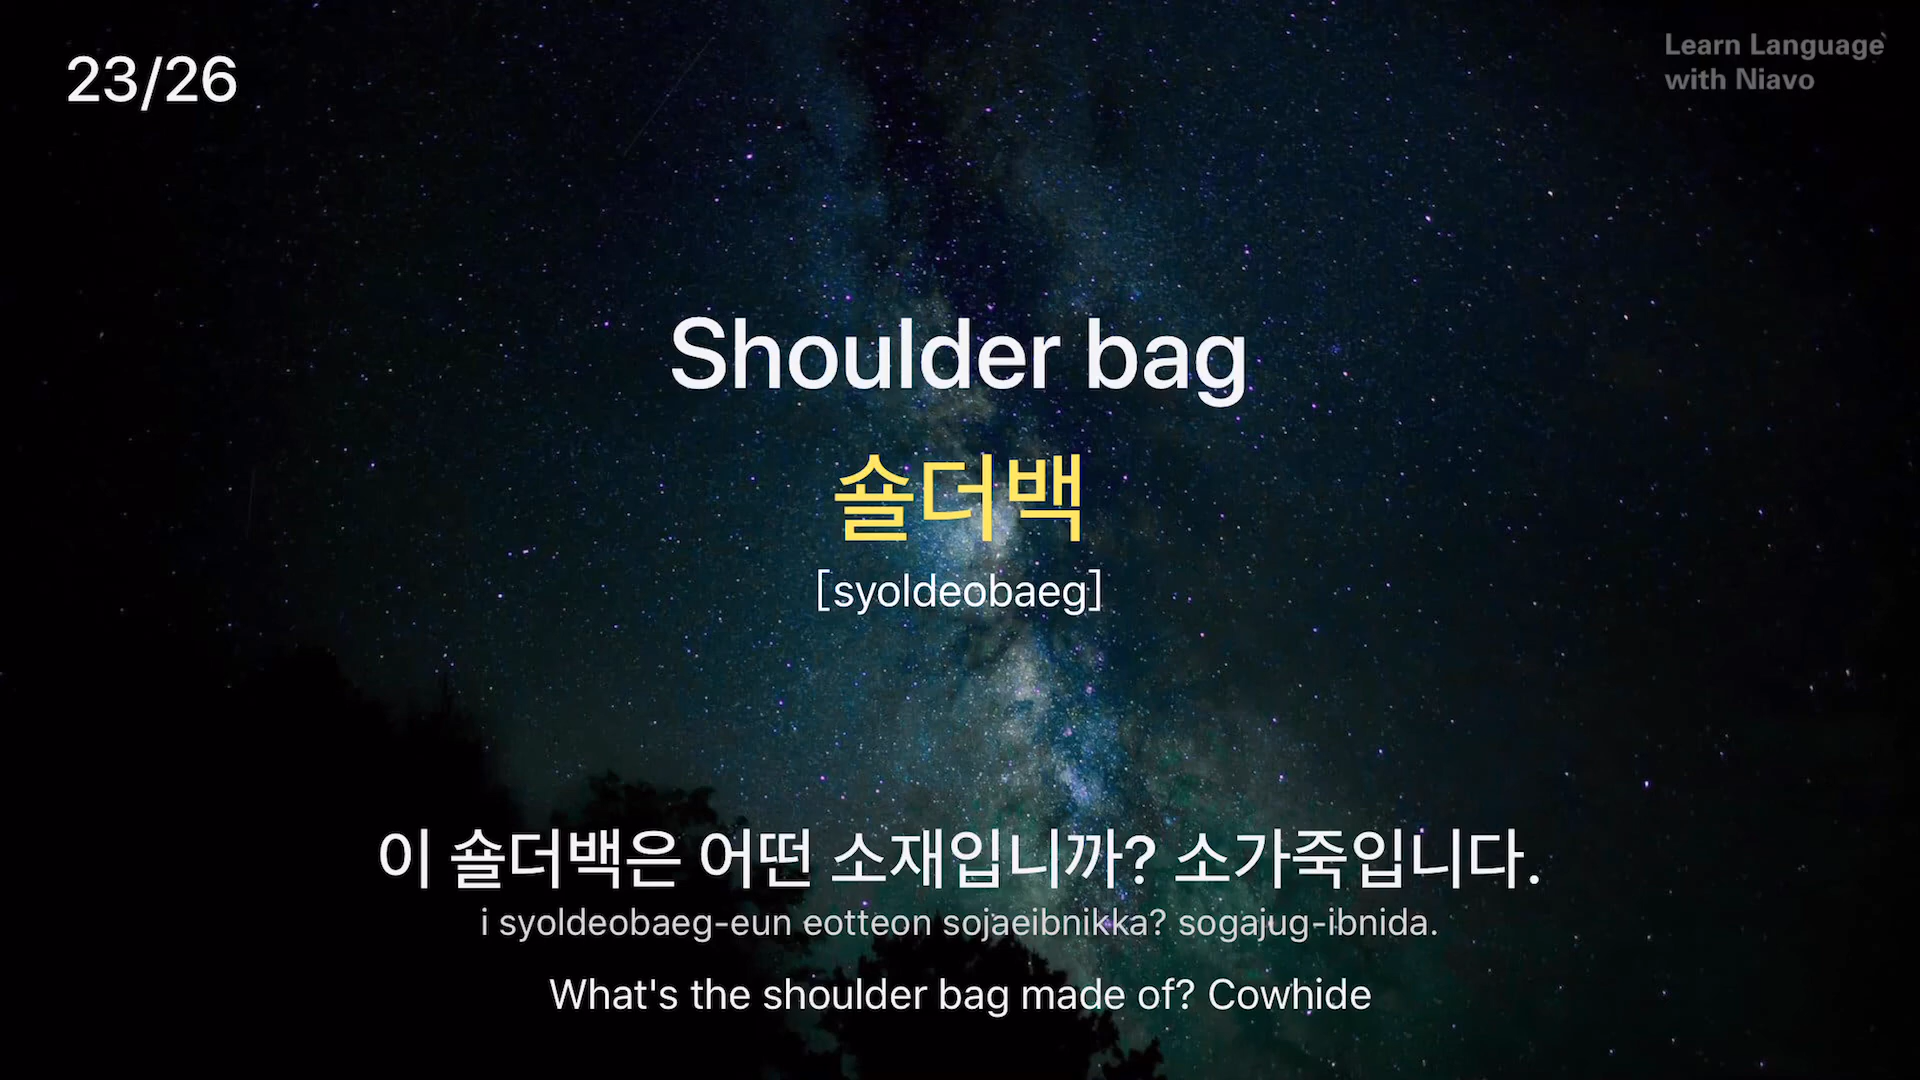 23/26
Learn Language
with Niavo
Shoulder bag
숄더백
[syoldeobaeg]
이 숄더백은 어떤 소재입니까? 소가죽입니다.
i syoldeobaeg-eun eotteon sojaeibnikka? sogajug-ibnida.
What's the shoulder bag made of? Cowhide